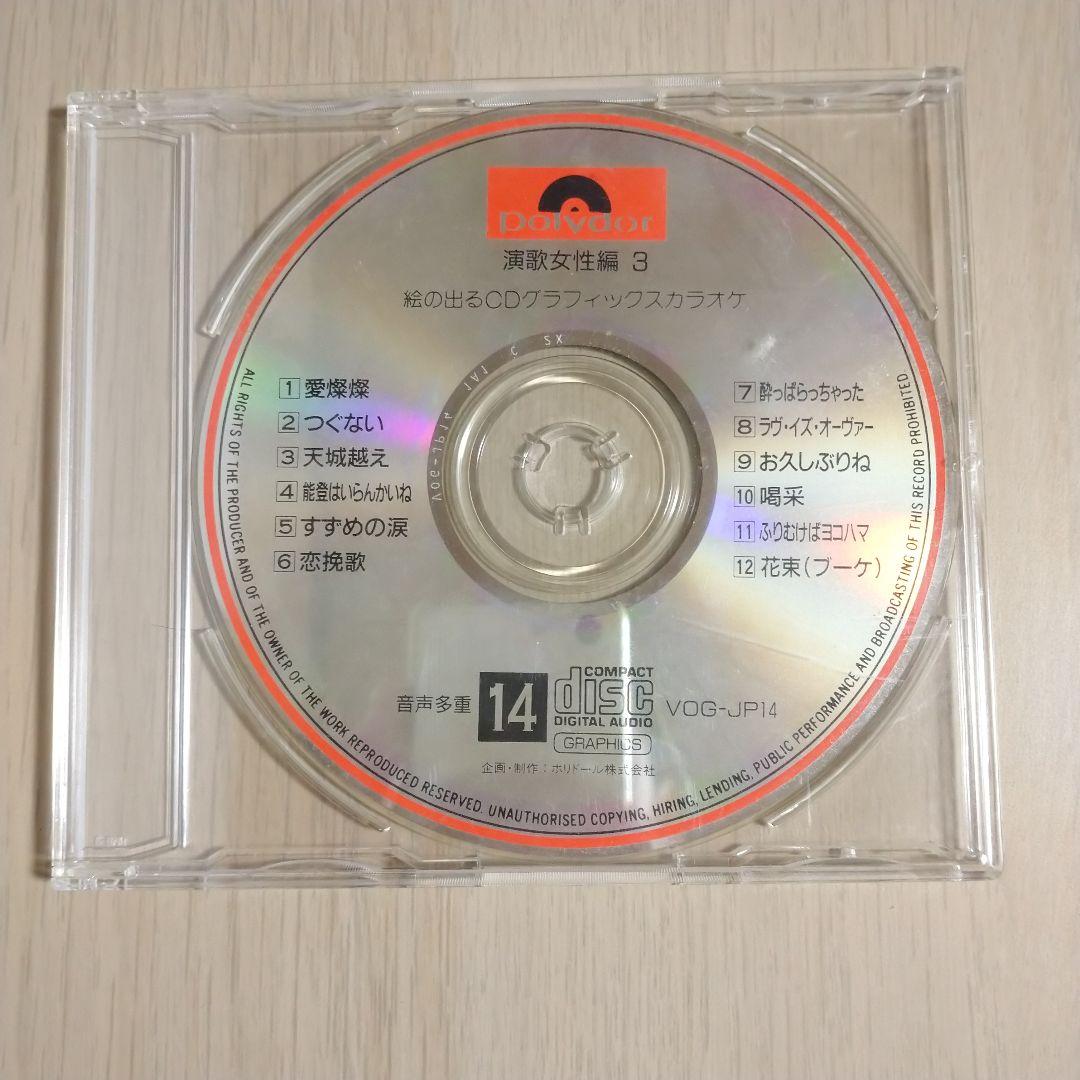 polydor
演歌女性編 3
絵の出るCDグラフィックスカラオケ
1 愛燦燦
2 つぐない
3 天城越え
4 能登はいらんかいね
5 すずめの涙
6 恋挽歌
7 酔っぱらっちゃった
8 ラヴ・イズ・オーヴァー
9 お久しぶりね
10 喝采
11 ふりむけばヨコハマ
12 花束(ブーケ)
音声多重 14 COMPACT disc DIGITAL AUDIO GRAPHICS VOG-JP14
企画・制作:ポリドール株式会社
ALL RIGHTS OF THE PRODUCER AND OF THE OWNER OF THE WORK REPRODUCED RESERVED. UNAUTHORISED COPYING, HIRING, LENDING, PUBLIC PERFORMANCE AND BROADCASTING OF THIS RECORD PROHIBITED
VOG-JP14